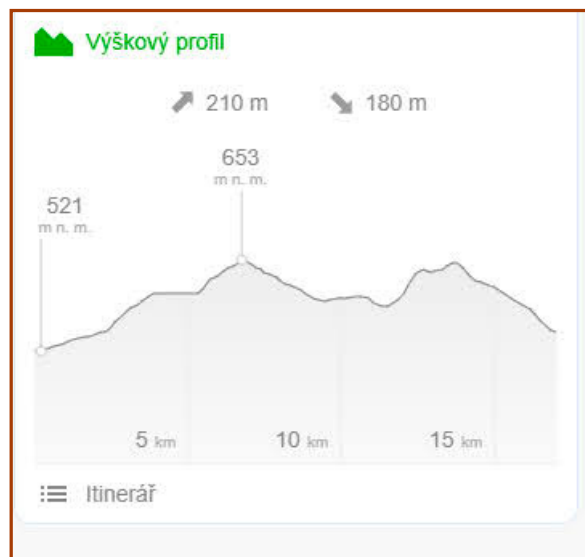 Výškový profil
210 m 180 m
653
m n. m.
521
m n. m.
5 km 10 km 15 km
Itinerář